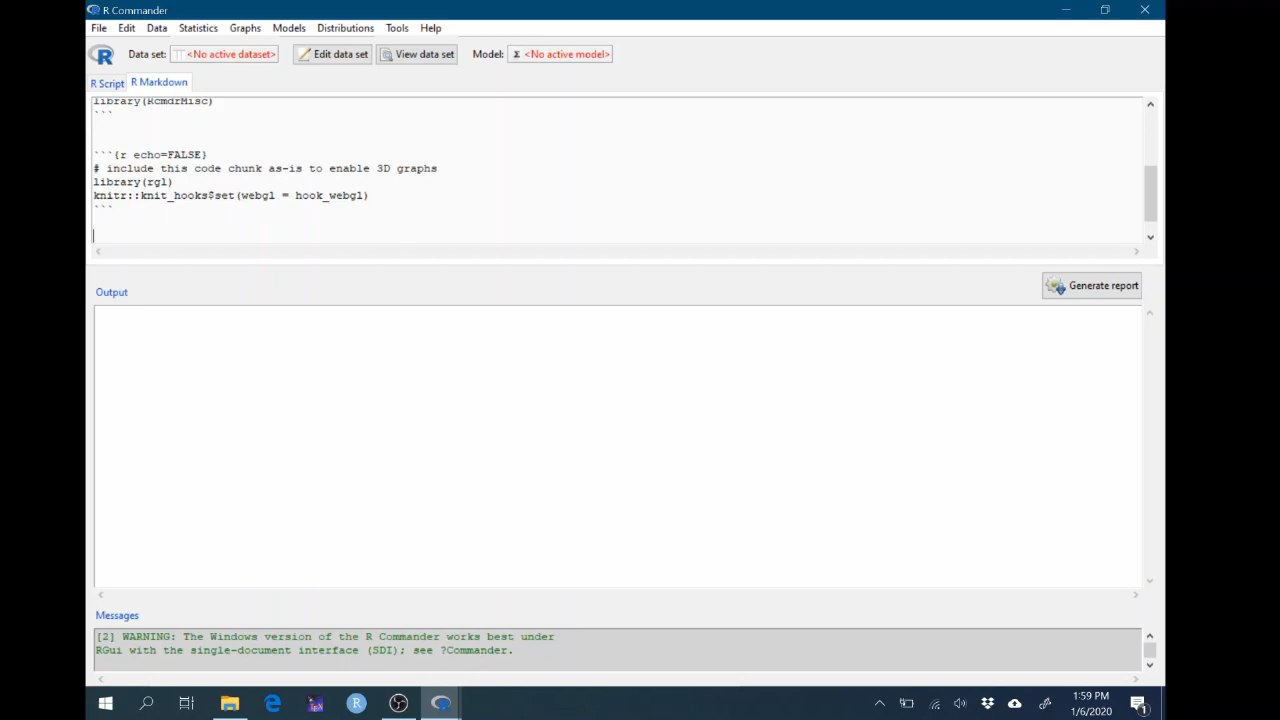 R Commander
File Edit Data Statistics Graphs Models Distributions Tools Help
Data set: <No active dataset> Edit data set View data set Model: Σ <No active model>
R Script R Markdown
library(RcmdrMisc)
```
```{r echo=FALSE}
# include this code chunk as-is to enable 3D graphs
library(rgl)
knitr::knit_hooks$set(webgl = hook_webgl)
```
Output
Generate report
Messages
[2] WARNING: The Windows version of the R Commander works best under
RGui with the single-document interface (SDI); see ?Commander.
1:59 PM
1/6/2020